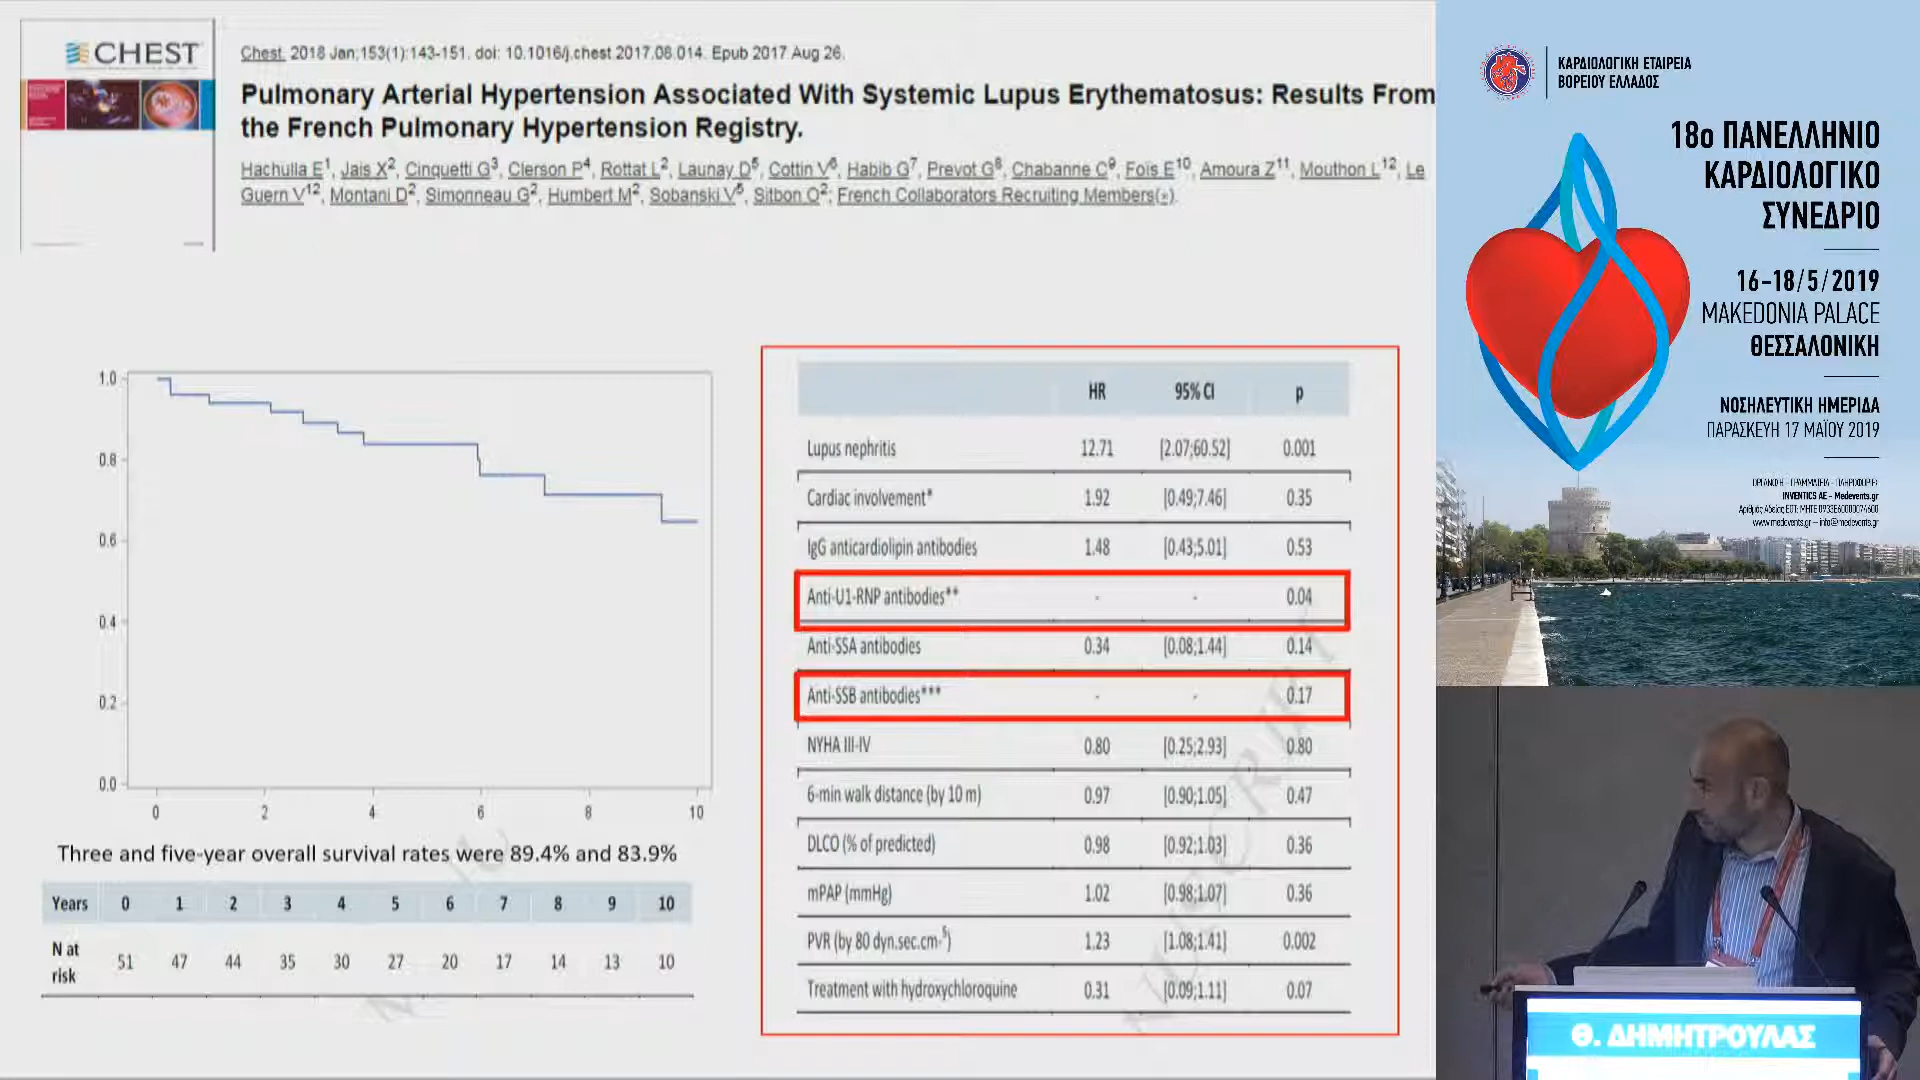 CHEST
Chest. 2018 Jan;153(1):143-151. doi: 10.1016/j.chest.2017.08.014. Epub 2017 Aug 26.
Pulmonary Arterial Hypertension Associated With Systemic Lupus Erythematosus: Results From
the French Pulmonary Hypertension Registry.
Hachulla E1, Jais X2, Cinquetti G3, Clerson P4, Rottat L2, Launay D5, Cottin V6, Habib G7, Prevot G8, Chabanne C9, Foïs E10, Amoura Z11, Mouthon L12, Le
Guern V12, Montani D2, Simonneau G2, Humbert M2, Sobanski V5, Sitbon O2; French Collaborators Recruiting Members(∗).
1.0
0.8
0.6
0.4
0.2
0.0
0 2 4 6 8 10
Three and five-year overall survival rates were 89.4% and 83.9%
Years 0 1 2 3 4 5 6 7 8 9 10
N at risk 51 47 44 35 30 27 20 17 14 13 10
HR 95% CI p
Lupus nephritis 12.71 [2.07;60.52] 0.001
Cardiac involvement* 1.92 [0.49;7.46] 0.35
IgG anticardiolipin antibodies 1.48 [0.43;5.01] 0.53
Anti-U1-RNP antibodies** - - 0.04
Anti-SSA antibodies 0.34 [0.08;1.44] 0.14
Anti-SSB antibodies*** - - 0.17
NYHA III-IV 0.80 [0.25;2.93] 0.80
6-min walk distance (by 10 m) 0.97 [0.90;1.05] 0.47
DLCO (% of predicted) 0.98 [0.92;1.03] 0.36
mPAP (mmHg) 1.02 [0.98;1.07] 0.36
PVR (by 80 dyn.sec.cm-5) 1.23 [1.08;1.41] 0.002
Treatment with hydroxychloroquine 0.31 [0.09;1.11] 0.07
ΚΑΡΔΙΟΛΟΓΙΚΗ ΕΤΑΙΡΕΙΑ
ΒΟΡΕΙΟΥ ΕΛΛΑΔΟΣ
18ο ΠΑΝΕΛΛΗΝΙΟ
ΚΑΡΔΙΟΛΟΓΙΚΟ
ΣΥΝΕΔΡΙΟ
16-18/5/2019
MAKEDONIA PALACE
ΘΕΣΣΑΛΟΝΙΚΗ
ΝΟΣΗΛΕΥΤΙΚΗ ΗΜΕΡΙΔΑ
ΠΑΡΑΣΚΕΥΗ 17 ΜΑΪΟΥ 2019
ΟΡΓΑΝΩΣΗ - ΓΡΑΜΜΑΤΕΙΑ - ΠΛΗΡΟΦΟΡΙΕΣ
INVENTICS AE - Medevents.gr
www.medevents.gr - info@medevents.gr
Θ. ΔΗΜΗΤΡΟΥΛΑΣ